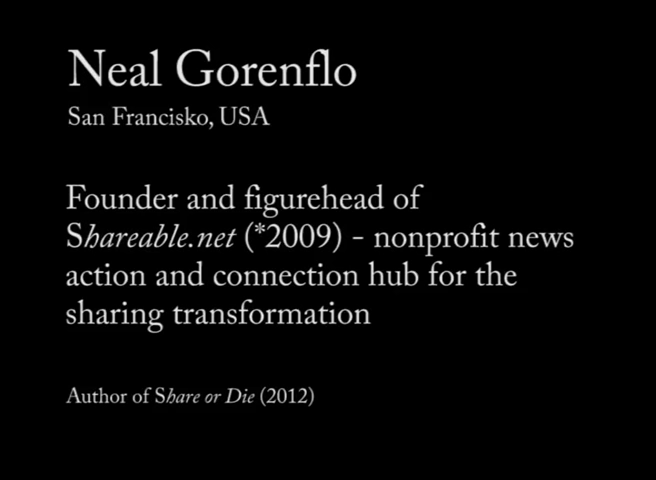 Neal Gorenflo
San Francisko, USA
Founder and figurehead of
Shareable.net (*2009) - nonprofit news
action and connection hub for the
sharing transformation
Author of Share or Die (2012)